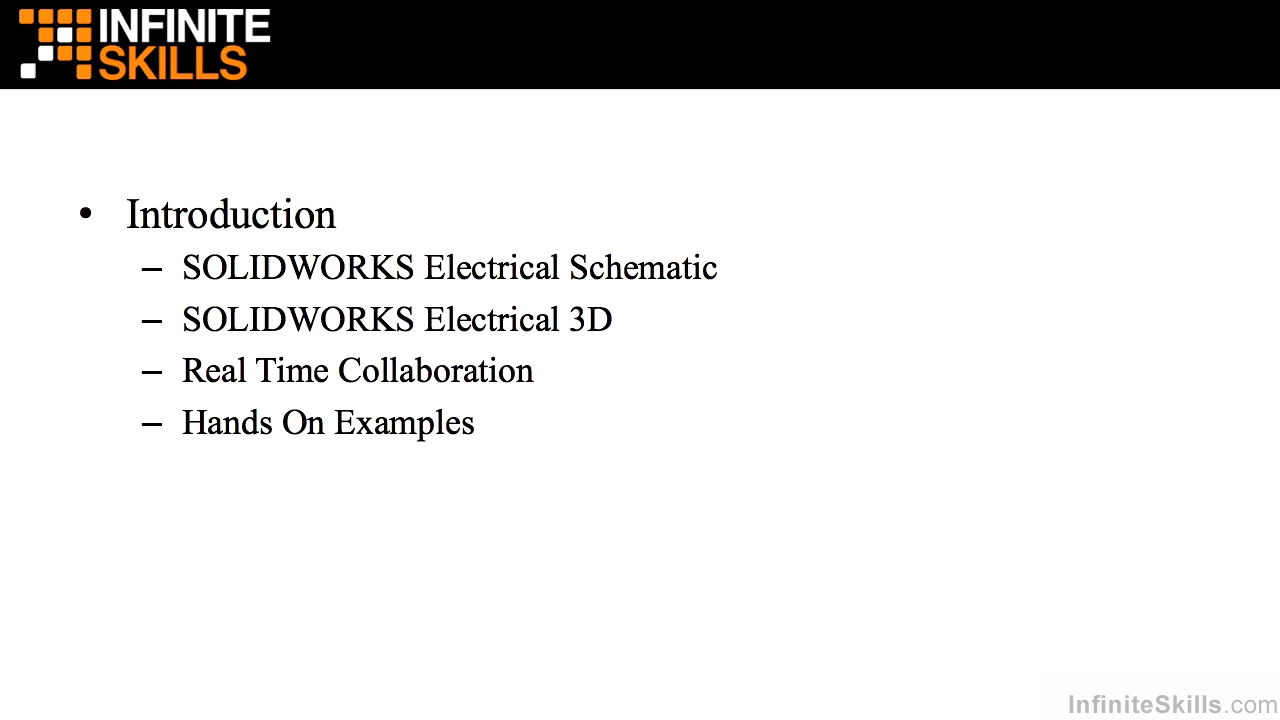 INFINITE
SKILLS
• Introduction
– SOLIDWORKS Electrical Schematic
– SOLIDWORKS Electrical 3D
– Real Time Collaboration
– Hands On Examples
InfiniteSkills.com